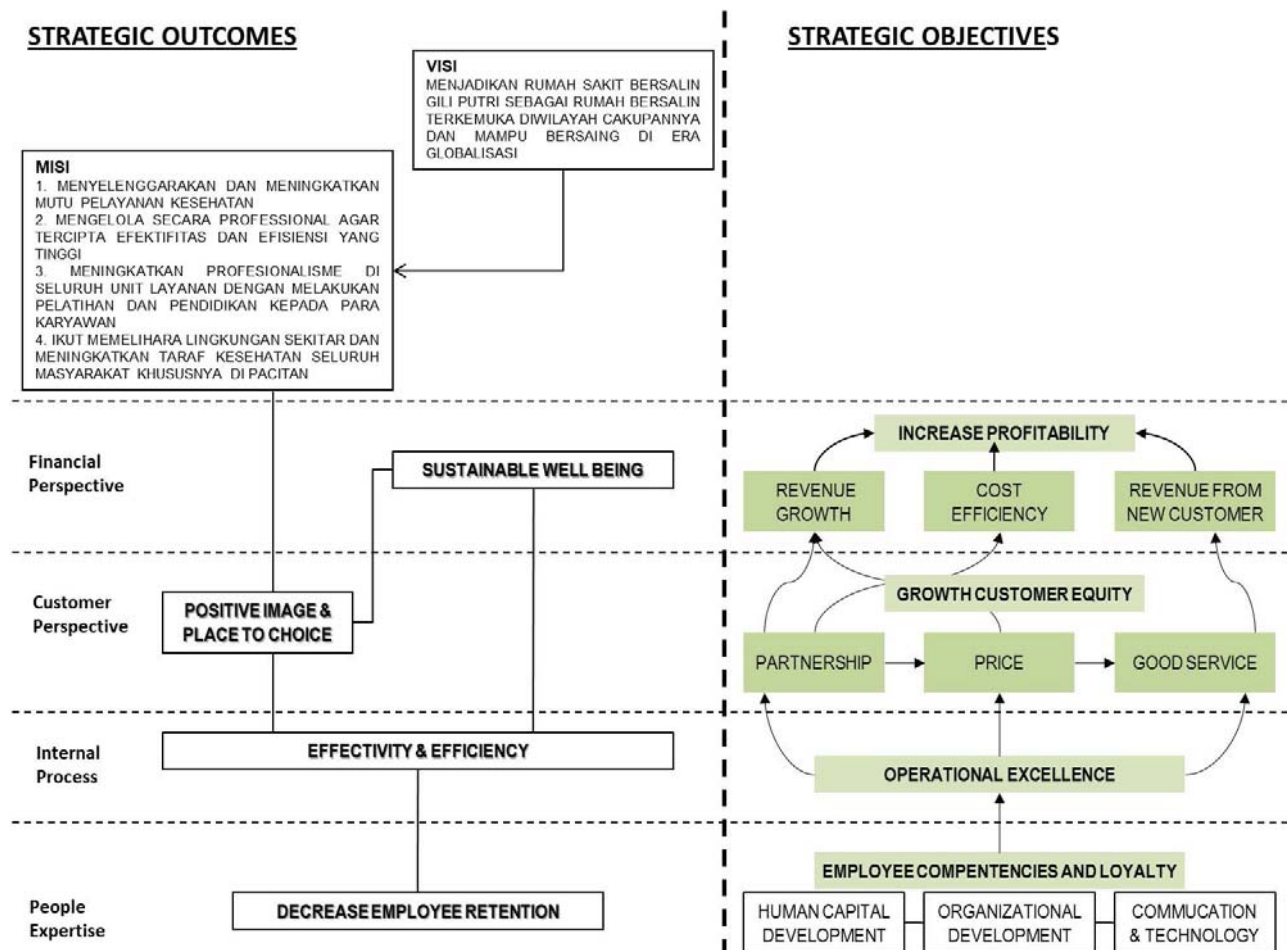 STRATEGIC OUTCOMES
STRATEGIC OBJECTIVES
VISI
MENJADIKAN RUMAH SAKIT BERSALIN
GILI PUTRI SEBAGAI RUMAH BERSALIN
TERKEMUKA DIWILAYAH CAKUPANNYA
DAN MAMPU BERSAING DI ERA
GLOBALISASI
MISI
1. MENYELENGGARAKAN DAN MENINGKATKAN
MUTU PELAYANAN KESEHATAN
2. MENGELOLA SECARA PROFESSIONAL AGAR
TERCIPTA EFEKTIFITAS DAN EFISIENSI YANG
TINGGI
3. MENINGKATKAN PROFESIONALISME DI
SELURUH UNIT LAYANAN DENGAN MELAKUKAN
PELATIHAN DAN PENDIDIKAN KEPADA PARA
KARYAWAN
4. IKUT MEMELIHARA LINGKUNGAN SEKITAR DAN
MENINGKATKAN TARAF KESEHATAN SELURUH
MASYARAKAT KHUSUSNYA DI PACITAN
Financial
Perspective
SUSTAINABLE WELL BEING
INCREASE PROFITABILITY
REVENUE
GROWTH
COST
EFFICIENCY
REVENUE FROM
NEW CUSTOMER
Customer
Perspective
POSITIVE IMAGE &
PLACE TO CHOICE
GROWTH CUSTOMER EQUITY
PARTNERSHIP
PRICE
GOOD SERVICE
Internal
Process
EFFECTIVITY & EFFICIENCY
OPERATIONAL EXCELLENCE
People
Expertise
DECREASE EMPLOYEE RETENTION
EMPLOYEE COMPENTENCIES AND LOYALTY
HUMAN CAPITAL
DEVELOPMENT
ORGANIZATIONAL
DEVELOPMENT
COMMUCATION
& TECHNOLOGY